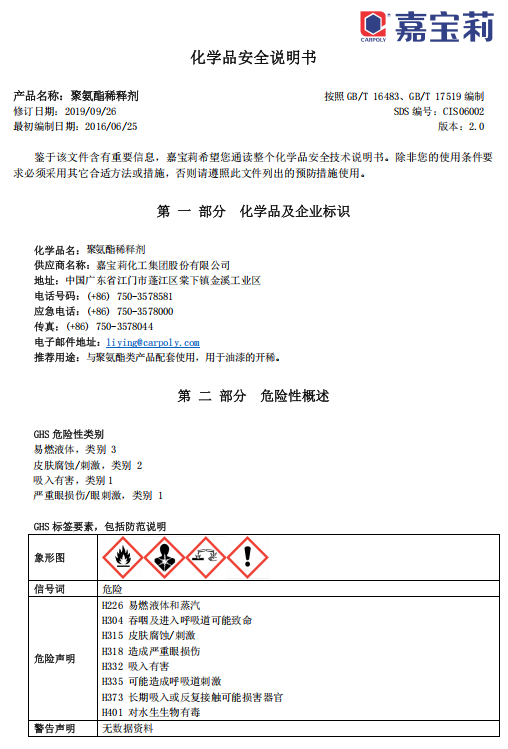 CARPOLY 嘉宝莉
化学品安全说明书
产品名称：聚氨酯稀释剂 按照 GB/T 16483、GB/T 17519 编制
修订日期：2019/09/26 SDS 编号：CIS06002
最初编制日期：2016/06/25 版本：2.0
鉴于该文件含有重要信息，嘉宝莉希望您通读整个化学品安全技术说明书。除非您的使用条件要
求必须采用其它合适方法或措施，否则请遵照此文件列出的预防措施使用。
第 一 部分 化学品及企业标识
化学品名：聚氨酯稀释剂
供应商名称：嘉宝莉化工集团股份有限公司
地址：中国广东省江门市蓬江区棠下镇金溪工业区
电话号码：(+86) 750-3578581
应急电话：(+86) 750-3578000
传真：(+86) 750-3578044
电子邮件地址：liying@carpoly.com
推荐用途：与聚氨酯类产品配套使用，用于油漆的开稀。
第 二 部分 危险性概述
GHS 危险性类别
易燃液体，类别 3
皮肤腐蚀/刺激，类别 2
吸入有害，类别 1
严重眼损伤/眼刺激，类别 1
GHS 标签要素，包括防范说明
象形图
信号词 危险
危险声明
H226 易燃液体和蒸汽
H304 吞咽及进入呼吸道可能致命
H315 皮肤腐蚀/刺激
H318 造成严重眼损伤
H332 吸入有害
H335 可能造成呼吸道刺激
H373 长期吸入或反复接触可能损害器官
H401 对水生生物有毒
警告声明 无数据资料